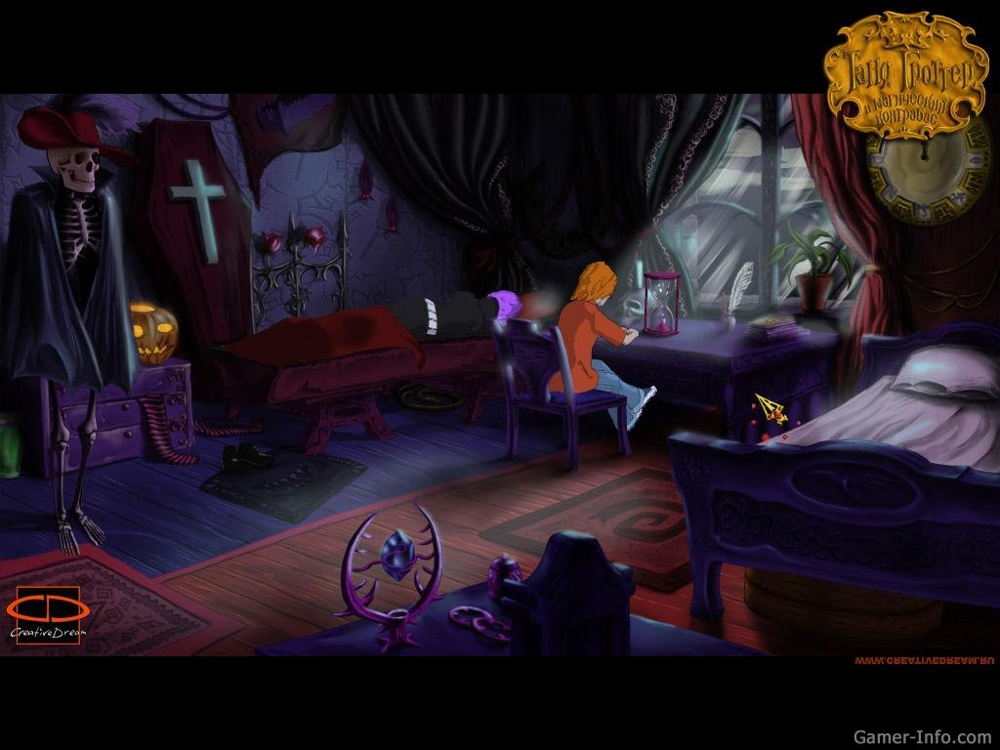 Таня Гроттер
и магический
контрабас
CreativeDream
WWW.CREATIVEDREAM.RU
Gamer-Info.com